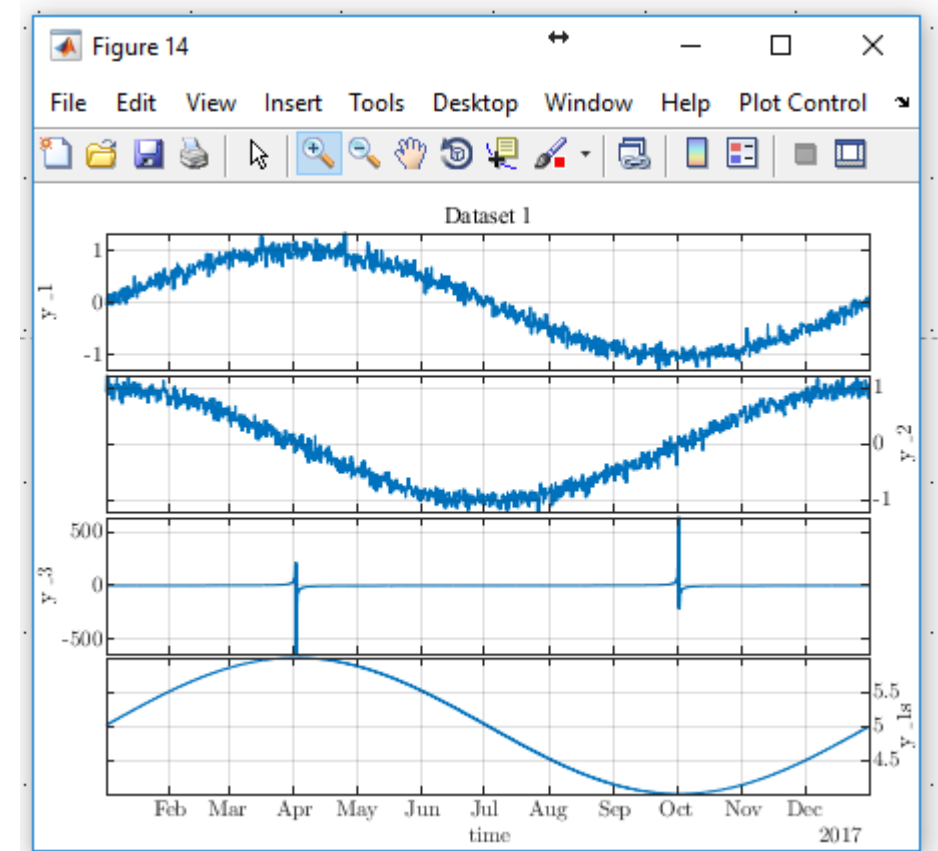 Figure 14
File Edit View Insert Tools Desktop Window Help Plot Control
Dataset 1
1
0
-1
y_1
1
0
-1
y_2
500
0
-500
y_3
5.5
5
4.5
y_1s
Feb Mar Apr May Jun Jul Aug Sep Oct Nov Dec
time
2017